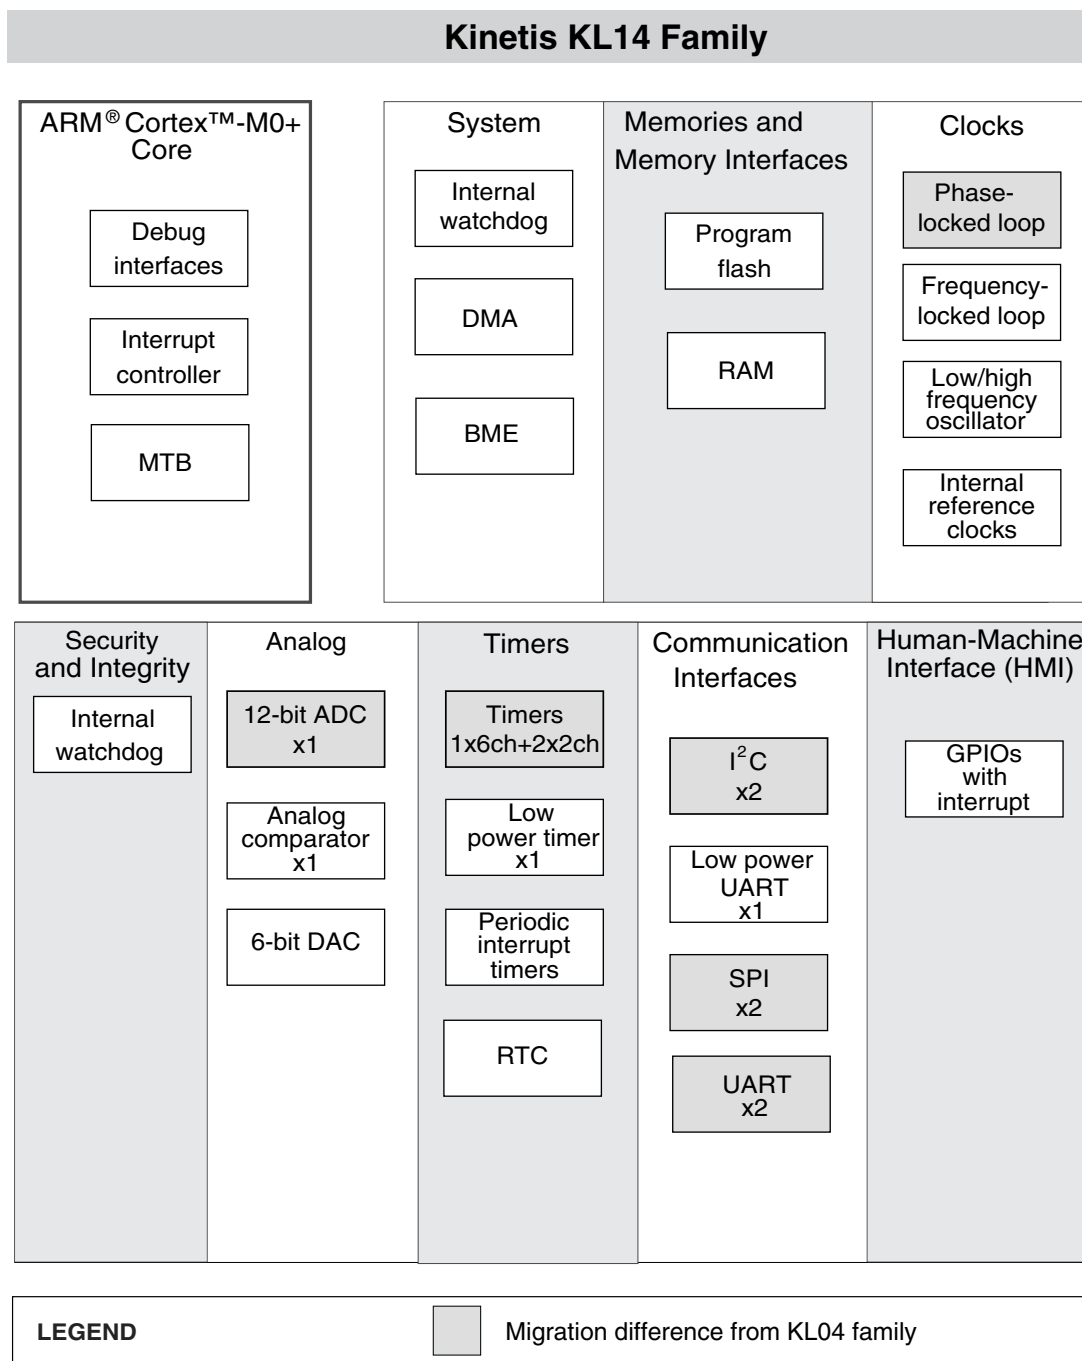 Kinetis KL14 Family
ARM® Cortex™-M0+
Core
Debug
interfaces
Interrupt
controller
MTB
System
Internal
watchdog
DMA
BME
Memories and
Memory Interfaces
Program
flash
RAM
Clocks
Phase-
locked loop
Frequency-
locked loop
Low/high
frequency
oscillator
Internal
reference
clocks
Security
and Integrity
Internal
watchdog
Analog
12-bit ADC
x1
Analog
comparator
x1
6-bit DAC
Timers
Timers
1x6ch+2x2ch
Low
power timer
x1
Periodic
interrupt
timers
RTC
Communication
Interfaces
I²C
x2
Low power
UART
x1
SPI
x2
UART
x2
Human-Machine
Interface (HMI)
GPIOs
with
interrupt
LEGEND
Migration difference from KL04 family